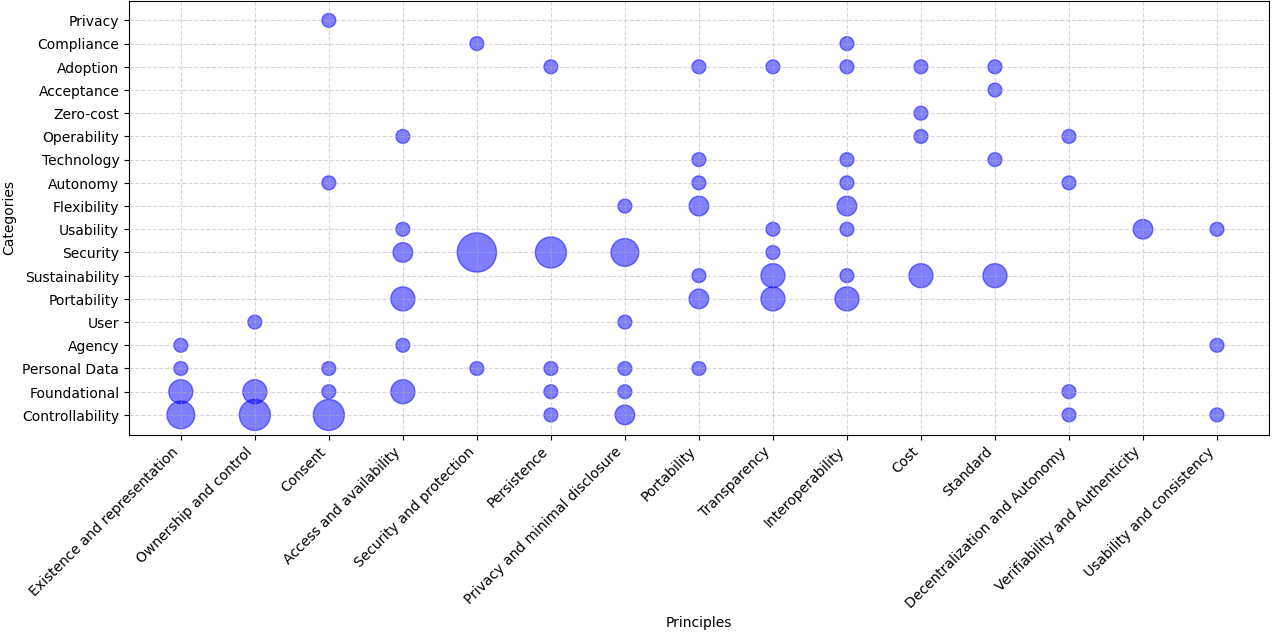 Categories
Privacy
Compliance
Adoption
Acceptance
Zero-cost
Operability
Technology
Autonomy
Flexibility
Usability
Security
Sustainability
Portability
User
Agency
Personal Data
Foundational
Controllability
Existence and representation
Ownership and control
Consent
Access and availability
Security and protection
Persistence
Privacy and minimal disclosure
Portability
Transparency
Interoperability
Cost
Standard
Decentralization and Autonomy
Verifiability and Authenticity
Usability and consistency
Principles